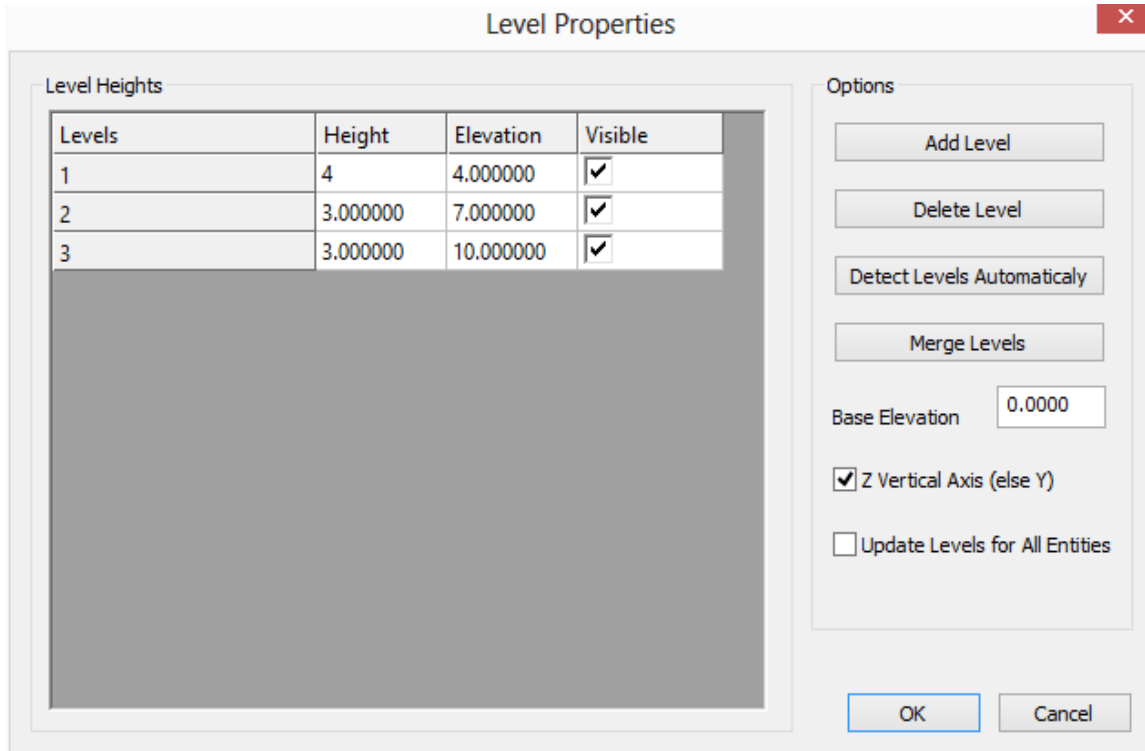 Level Properties
Level Heights
Levels Height Elevation Visible
1 4 4.000000
2 3.000000 7.000000
3 3.000000 10.000000
Options
Add Level
Delete Level
Detect Levels Automaticaly
Merge Levels
Base Elevation 0.0000
Z Vertical Axis (else Y)
Update Levels for All Entities
OK Cancel